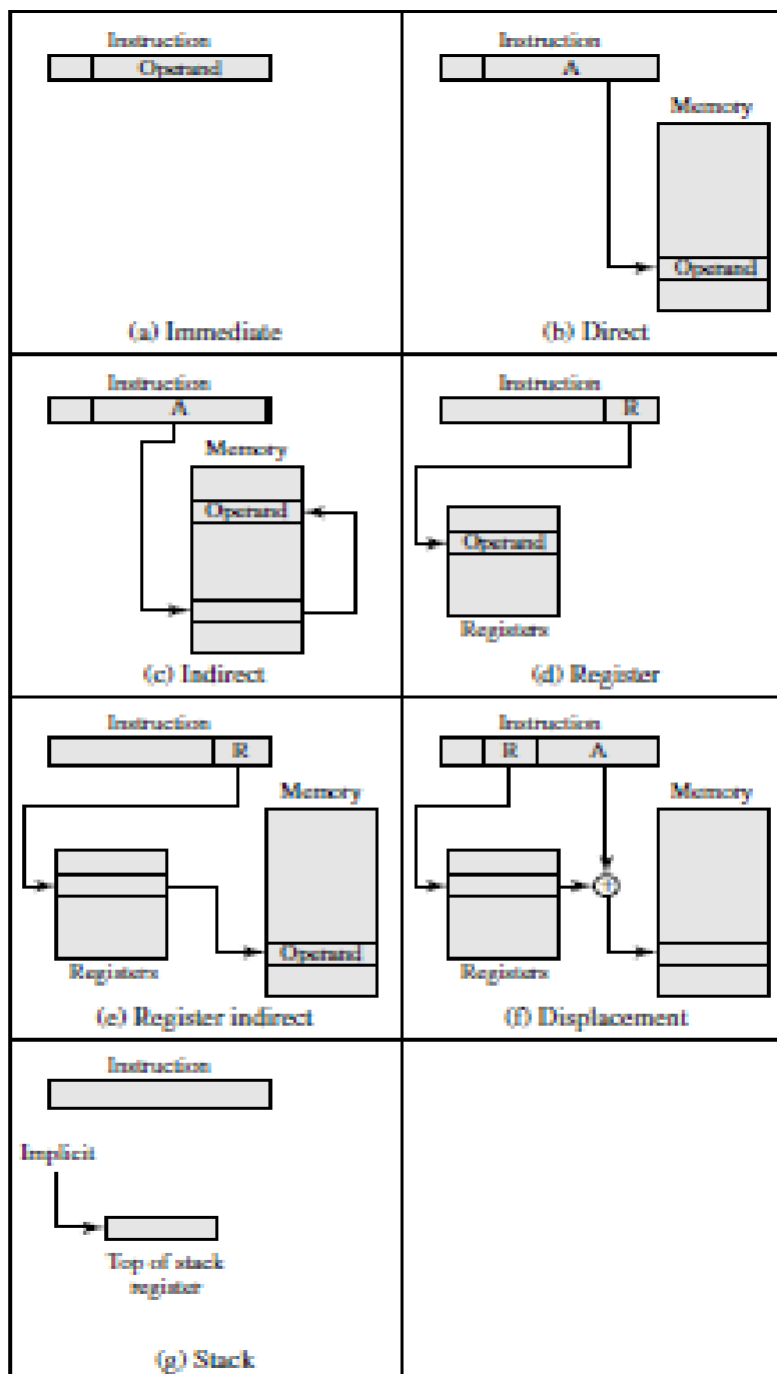 Instruction
Operand
(a) Immediate
Instruction
A
Memory
Operand
(b) Direct
Instruction
A
Memory
Operand
(c) Indirect
Instruction
R
Operand
Registers
(d) Register
Instruction
R
Memory
Operand
Registers
(e) Register indirect
Instruction
R A
Memory
+
Registers
(f) Displacement
Instruction
Implicit
Top of stack
register
(g) Stack